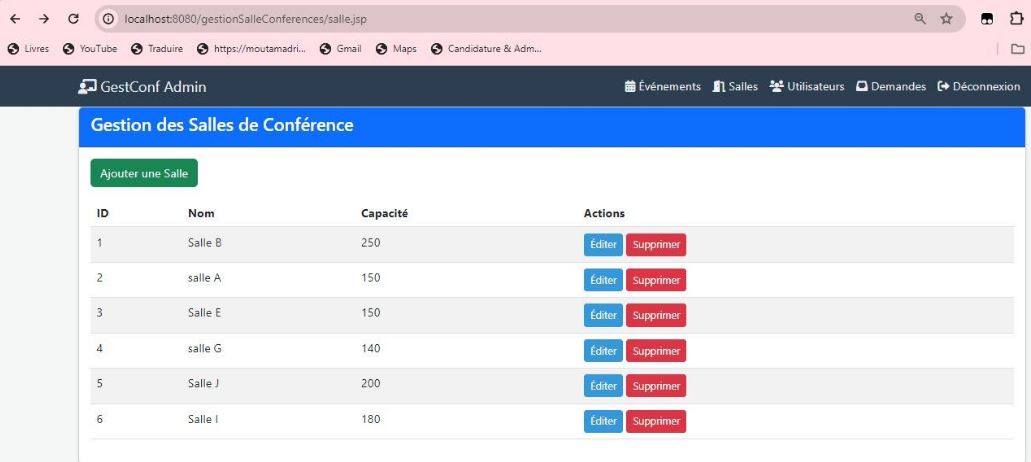 localhost:8080/gestionSalleConferences/salle.jsp
Livres YouTube Traduire https://moutamadri... Gmail Maps Candidature & Adm...
GestConf Admin Événements Salles Utilisateurs Demandes Déconnexion
Gestion des Salles de Conférence
Ajouter une Salle
ID Nom Capacité Actions
1 Salle B 250 Éditer Supprimer
2 salle A 150 Éditer Supprimer
3 Salle E 150 Éditer Supprimer
4 salle G 140 Éditer Supprimer
5 Salle J 200 Éditer Supprimer
6 Salle I 180 Éditer Supprimer